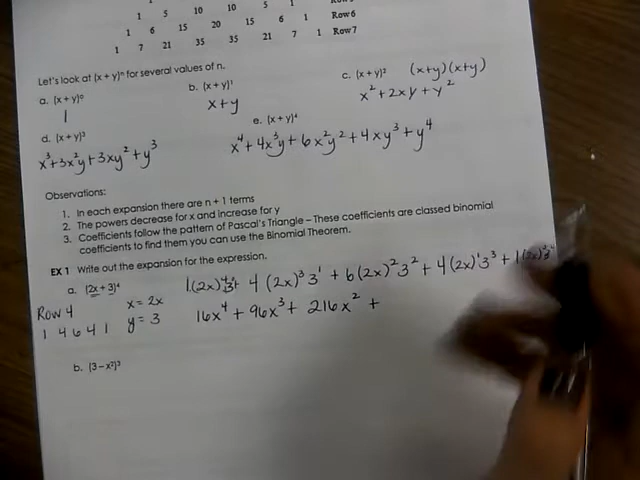 1 5 10 10 5 1
1 6 15 20 15 6 1 Row 6
1 7 21 35 35 21 7 1 Row 7
Let's look at (x + y)ⁿ for several values of n.
a. (x + y)⁰ b. (x + y)¹ c. (x + y)² (x+y)(x+y)
1 x+y x²+2xy+y²
d. (x + y)³ e. (x + y)⁴
x³+3x²y+3xy²+y³ x⁴+4x³y+6x²y²+4xy³+y⁴
Observations:
1. In each expansion there are n + 1 terms
2. The powers decrease for x and increase for y
3. Coefficients follow the pattern of Pascal's Triangle – These coefficients are classed binomial
coefficients to find them you can use the Binomial Theorem.
EX 1 Write out the expansion for the expression.
a. (2x + 3)⁴ 1(2x)⁴3⁰+ 4(2x)³3¹ + 6(2x)²3² + 4(2x)¹3³ + 1(2x)⁰3⁴
Row 4 x = 2x 16x⁴ + 96x³ + 216x² +
1 4 6 4 1 y = 3
b. (3 – x²)³